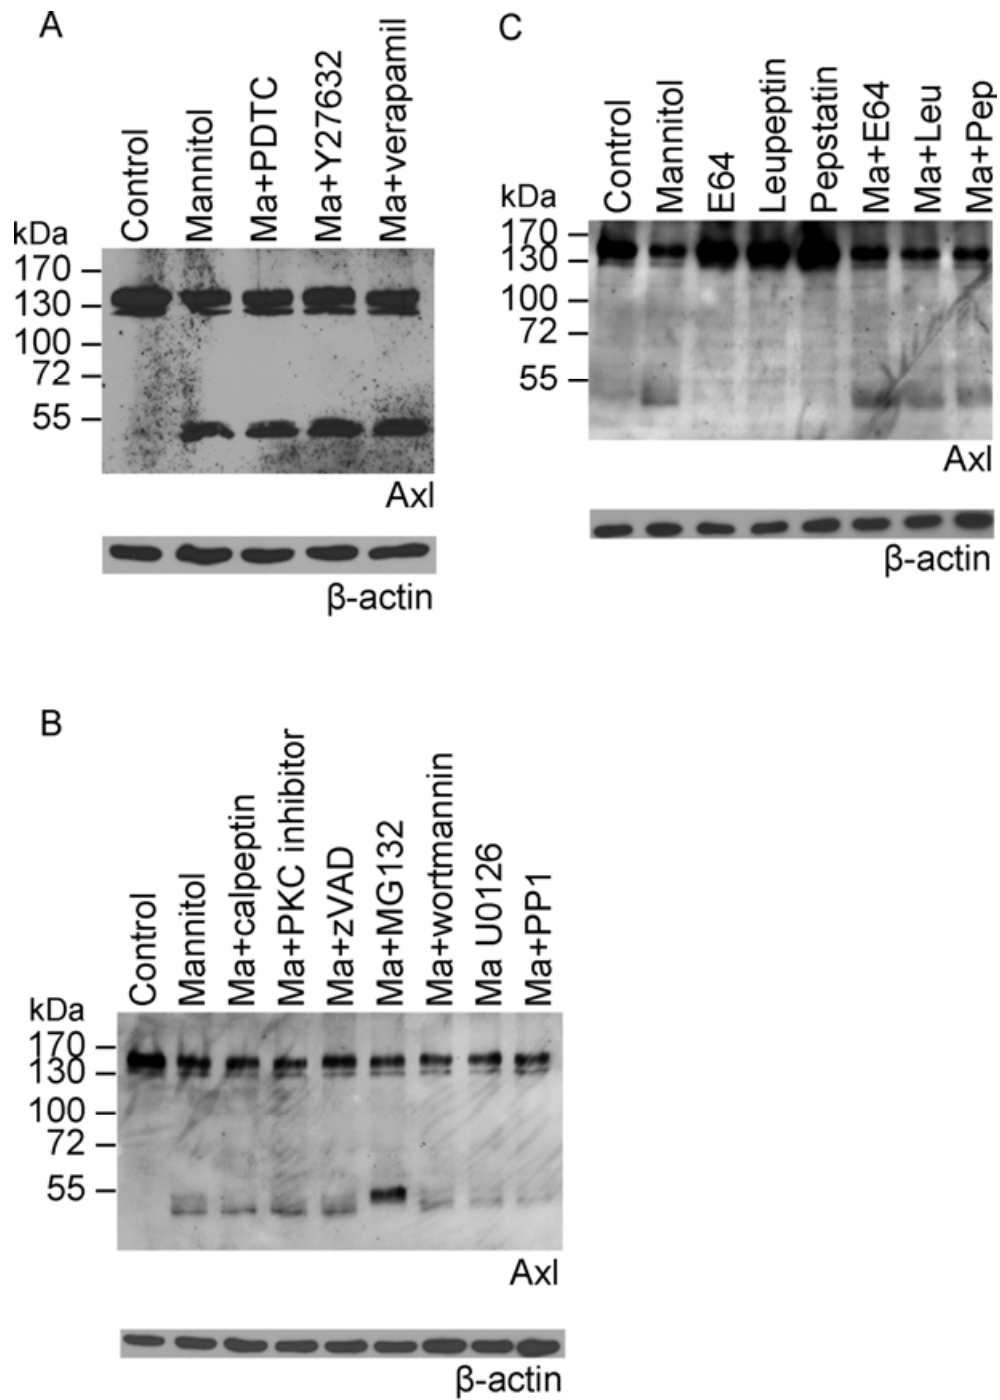 A
Control
Mannitol
Ma+PDTC
Ma+Y27632
Ma+verapamil
kDa
170
130
100
72
55
Axl
β-actin
C
Control
Mannitol
E64
Leupeptin
Pepstatin
Ma+E64
Ma+Leu
Ma+Pep
kDa
170
130
100
72
55
Axl
β-actin
B
Control
Mannitol
Ma+calpeptin
Ma+PKC inhibitor
Ma+zVAD
Ma+MG132
Ma+wortmannin
Ma U0126
Ma+PP1
kDa
170
130
100
72
55
Axl
β-actin